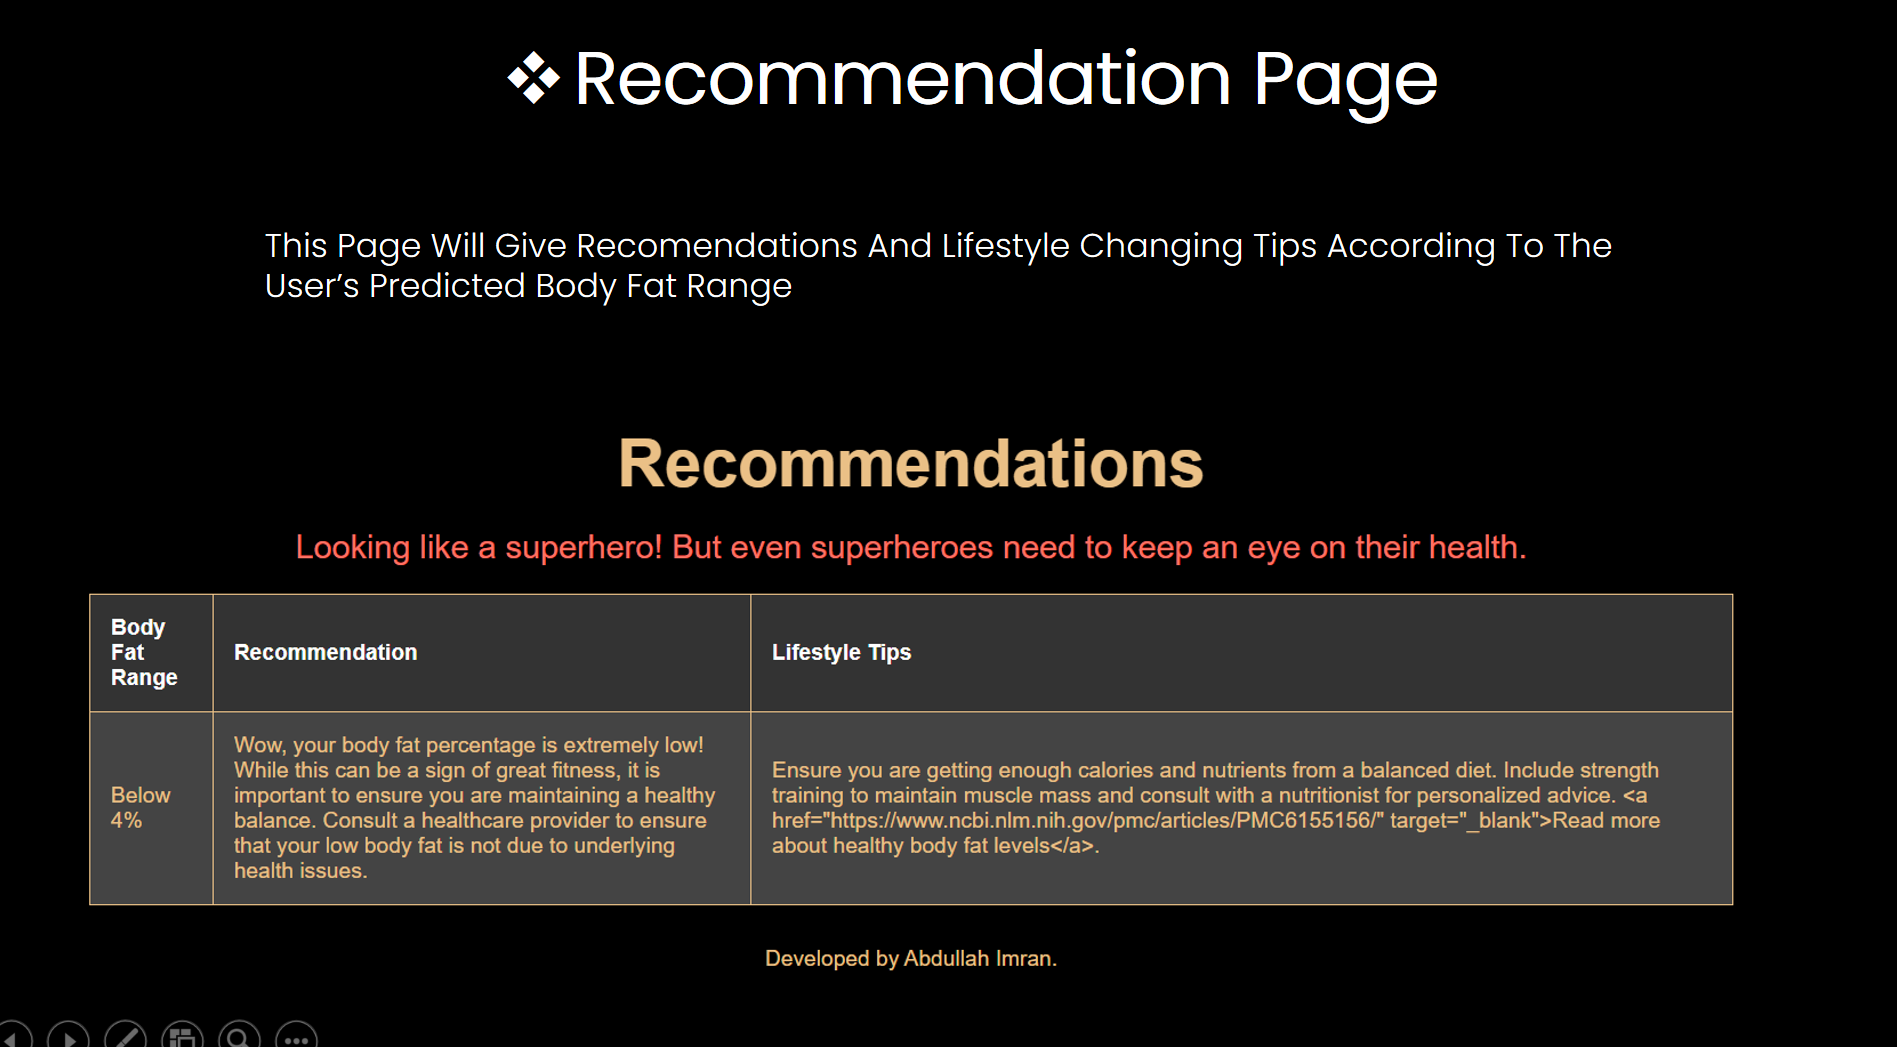 ❖ Recommendation Page
This Page Will Give Recomendations And Lifestyle Changing Tips According To The
User's Predicted Body Fat Range
Recommendations
Looking like a superhero! But even superheroes need to keep an eye on their health.
Body
Fat
Range
Recommendation
Lifestyle Tips
Below
4%
Wow, your body fat percentage is extremely low!
While this can be a sign of great fitness, it is
important to ensure you are maintaining a healthy
balance. Consult a healthcare provider to ensure
that your low body fat is not due to underlying
health issues.
Ensure you are getting enough calories and nutrients from a balanced diet. Include strength
training to maintain muscle mass and consult with a nutritionist for personalized advice. <a
href="https://www.ncbi.nlm.nih.gov/pmc/articles/PMC6155156/" target="_blank">Read more
about healthy body fat levels</a>.
Developed by Abdullah Imran.